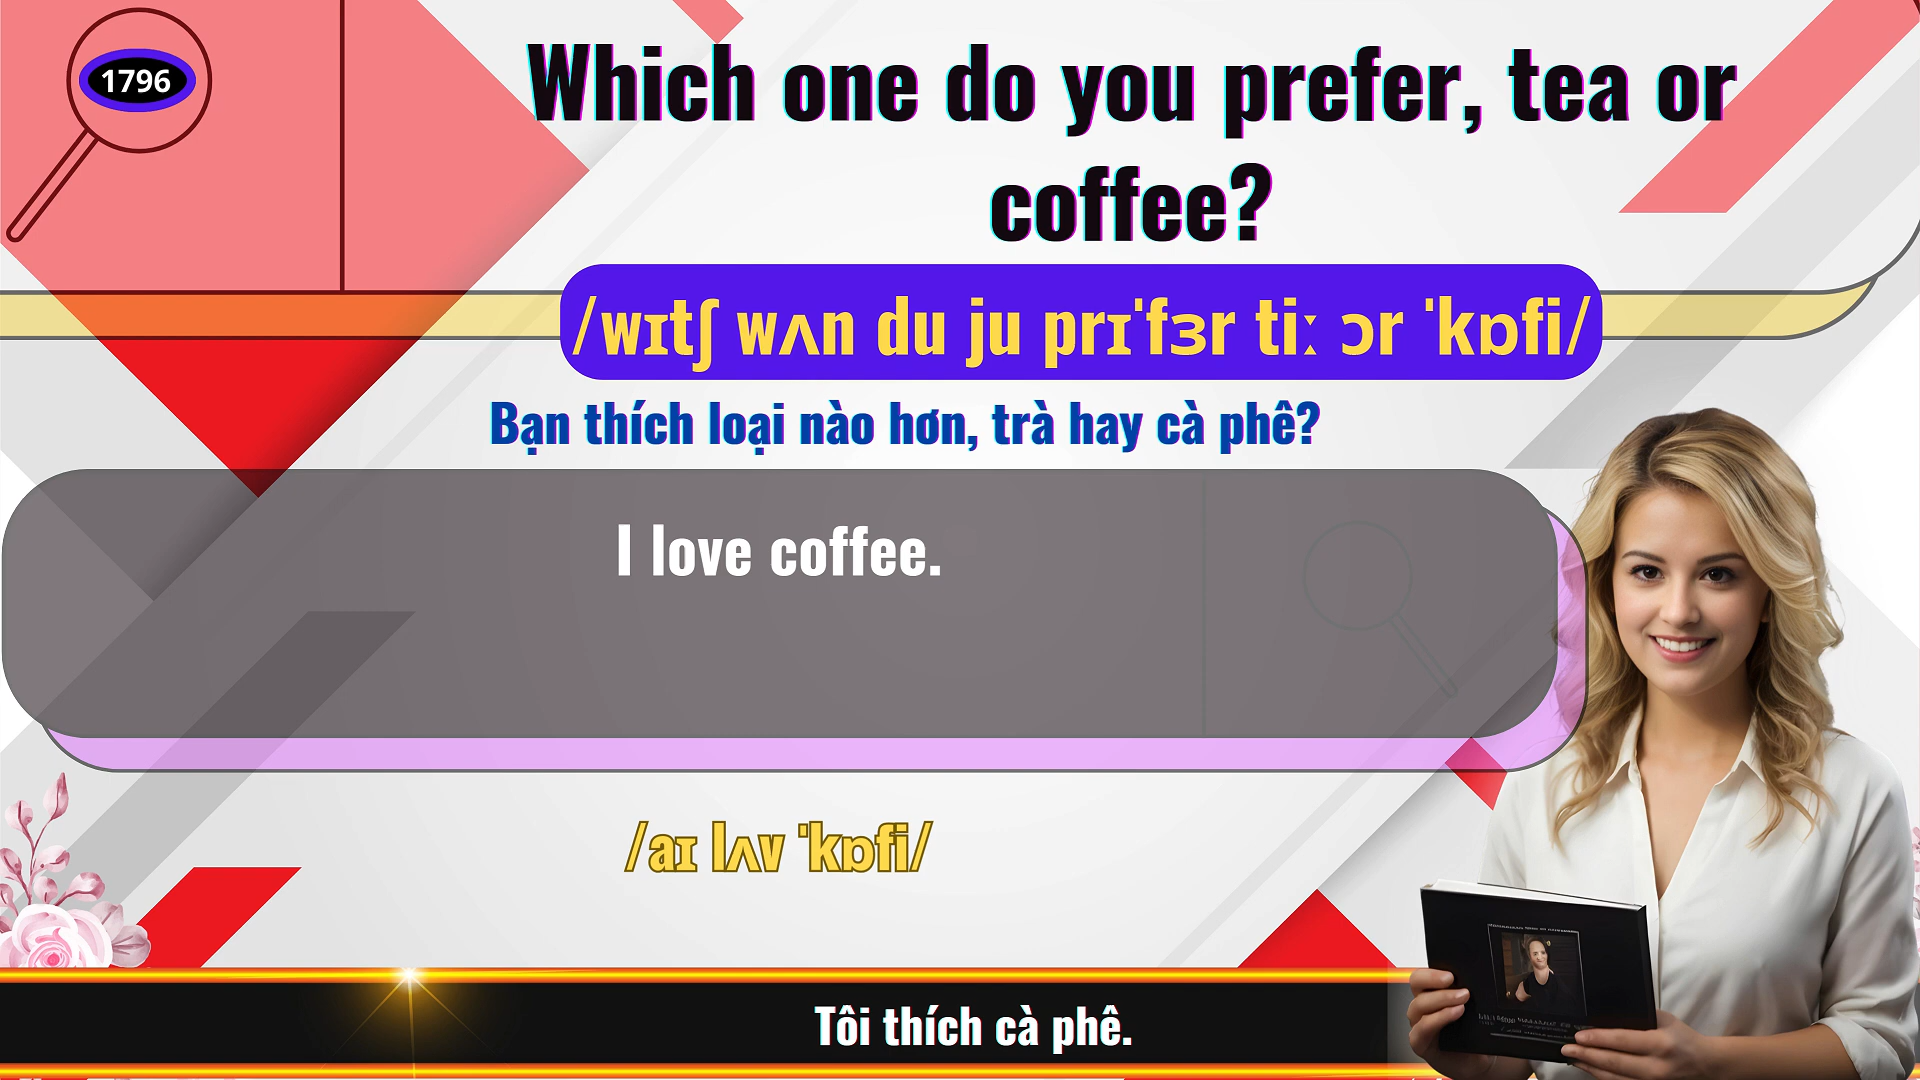 1796
Which one do you prefer, tea or
coffee?
/wɪtʃ wʌn du ju prɪˈfɜr tiː ɔr ˈkɒfi/
Bạn thích loại nào hơn, trà hay cà phê?
I love coffee.
/aɪ lʌv ˈkɒfi/
Tôi thích cà phê.